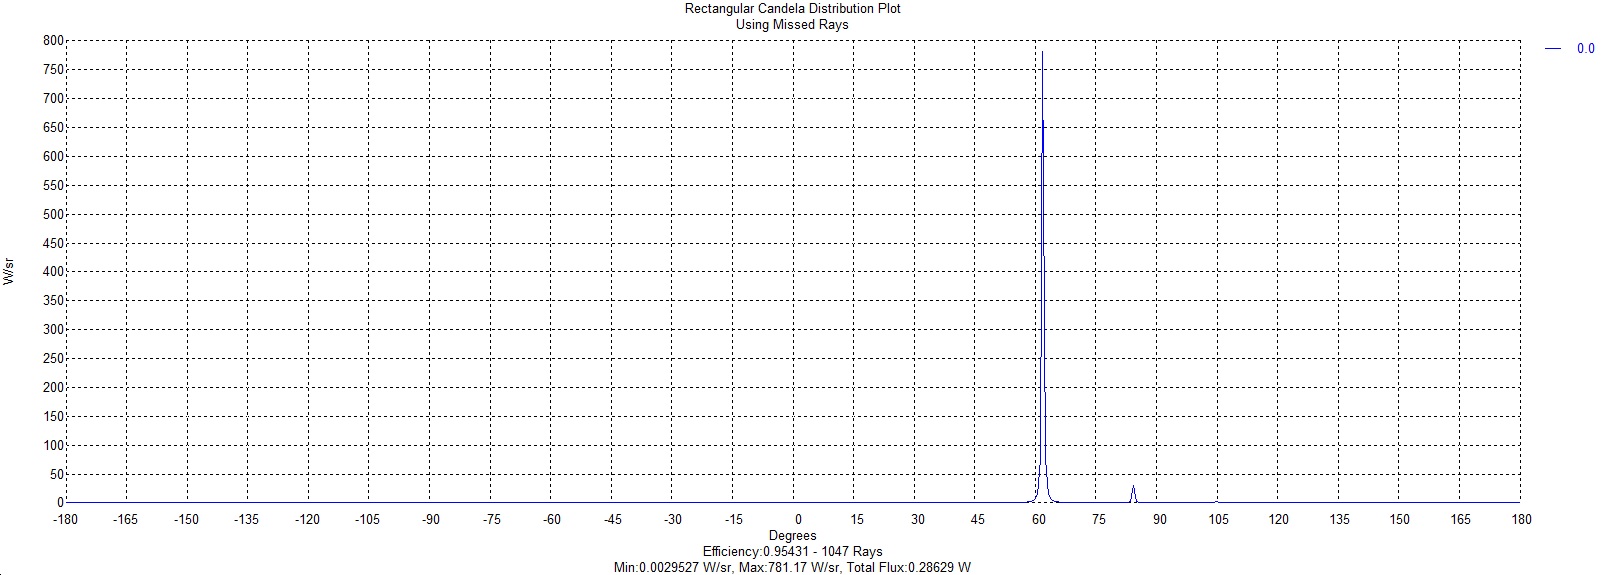 Rectangular Candela Distribution Plot
Using Missed Rays
800
750
700
650
600
550
500
450
400
350
300
250
200
150
100
50
0
W/sr
0.0
-180 -165 -150 -135 -120 -105 -90 -75 -60 -45 -30 -15 0 15 30 45 60 75 90 105 120 135 150 165 180
Degrees
Efficiency:0.95431 - 1047 Rays
Min:0.0029527 W/sr, Max:781.17 W/sr, Total Flux:0.28629 W